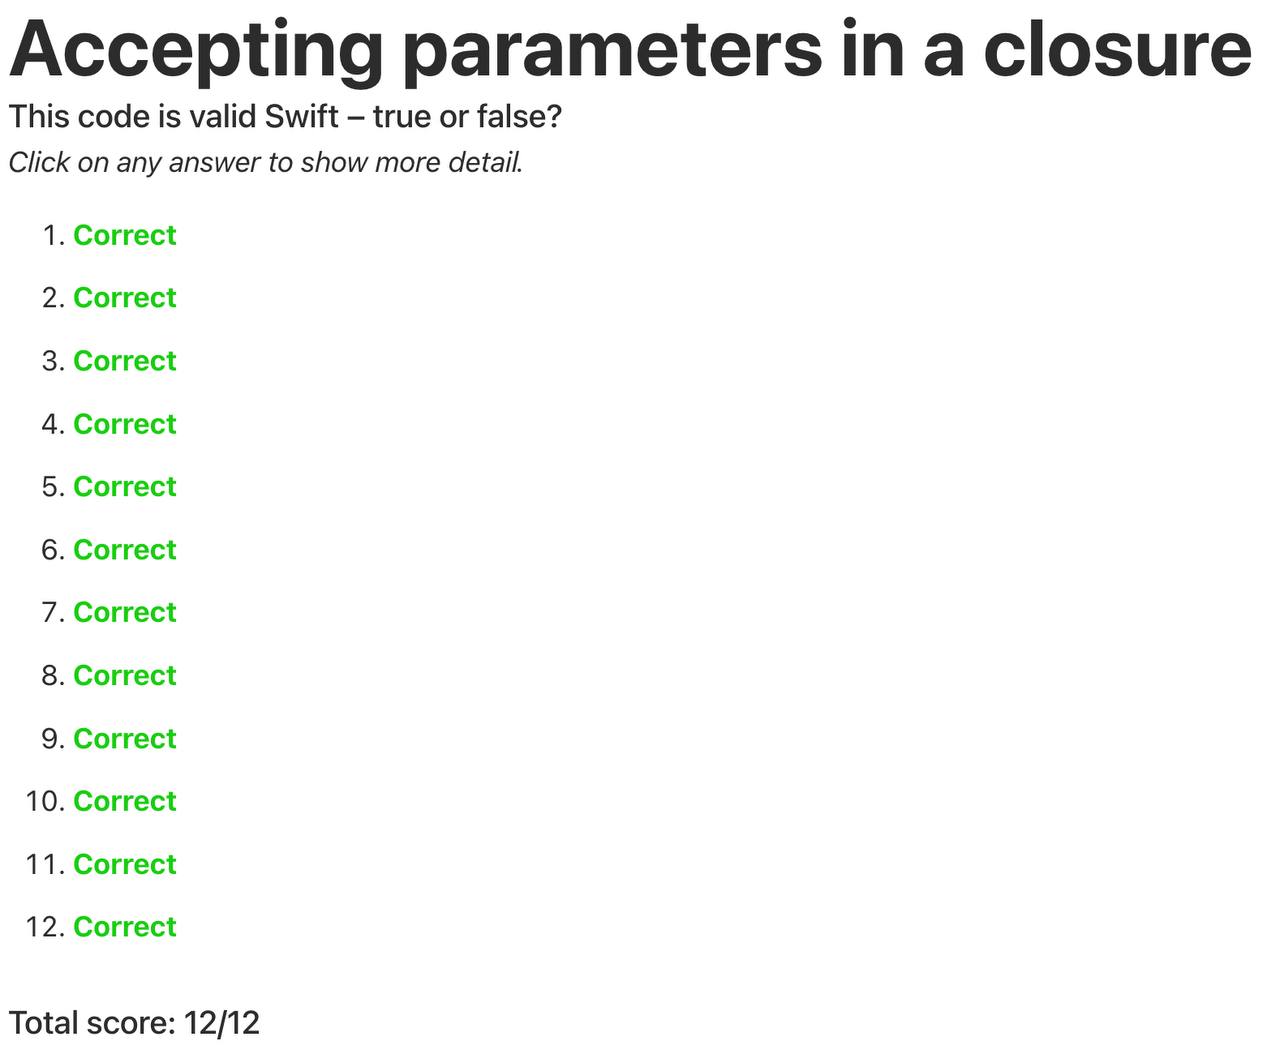 Accepting parameters in a closure
This code is valid Swift – true or false?
Click on any answer to show more detail.
1. Correct
2. Correct
3. Correct
4. Correct
5. Correct
6. Correct
7. Correct
8. Correct
9. Correct
10. Correct
11. Correct
12. Correct
Total score: 12/12